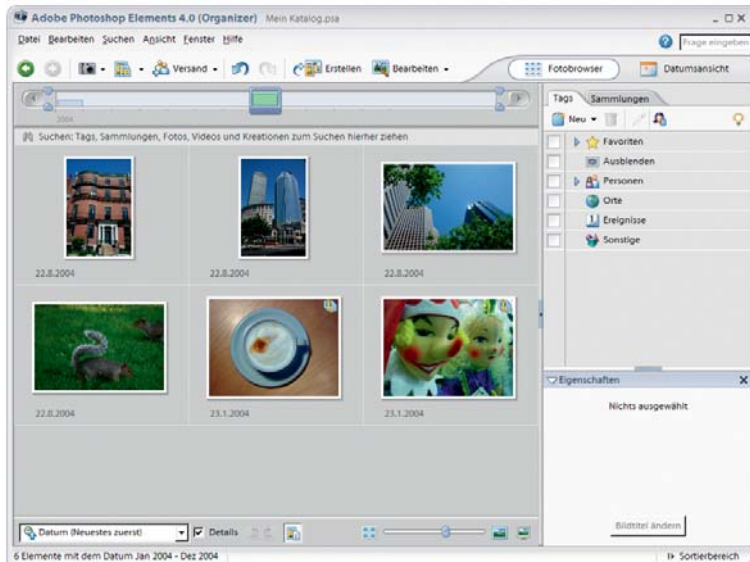 Adobe Photoshop Elements 4.0 (Organizer) Mein Katalog.psa
Datei Bearbeiten Suchen Ansicht Fenster Hilfe
Frage eingeben
Versand Erstellen Bearbeiten Fotobrowser Datumsansicht
2004
Tags Sammlungen
Neu
Suchen: Tags, Sammlungen, Fotos, Videos und Kreationen zum Suchen hierher ziehen
Favoriten
Ausblenden
Personen
Orte
Ereignisse
Sonstige
22.8.2004 22.8.2004 22.8.2004
22.8.2004 23.1.2004 23.1.2004
Eigenschaften
Nichts ausgewählt
Bildtitel ändern
Datum (Neuestes zuerst) Details
6 Elemente mit dem Datum Jan 2004 - Dez 2004
Sortierbereich